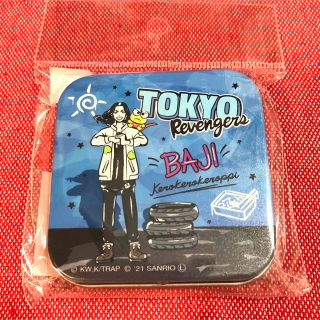 TOKYO
Revengers
BAJI
Kerokerokeroppi
© KW,K/TRAP © '21 SANRIO Ⓛ